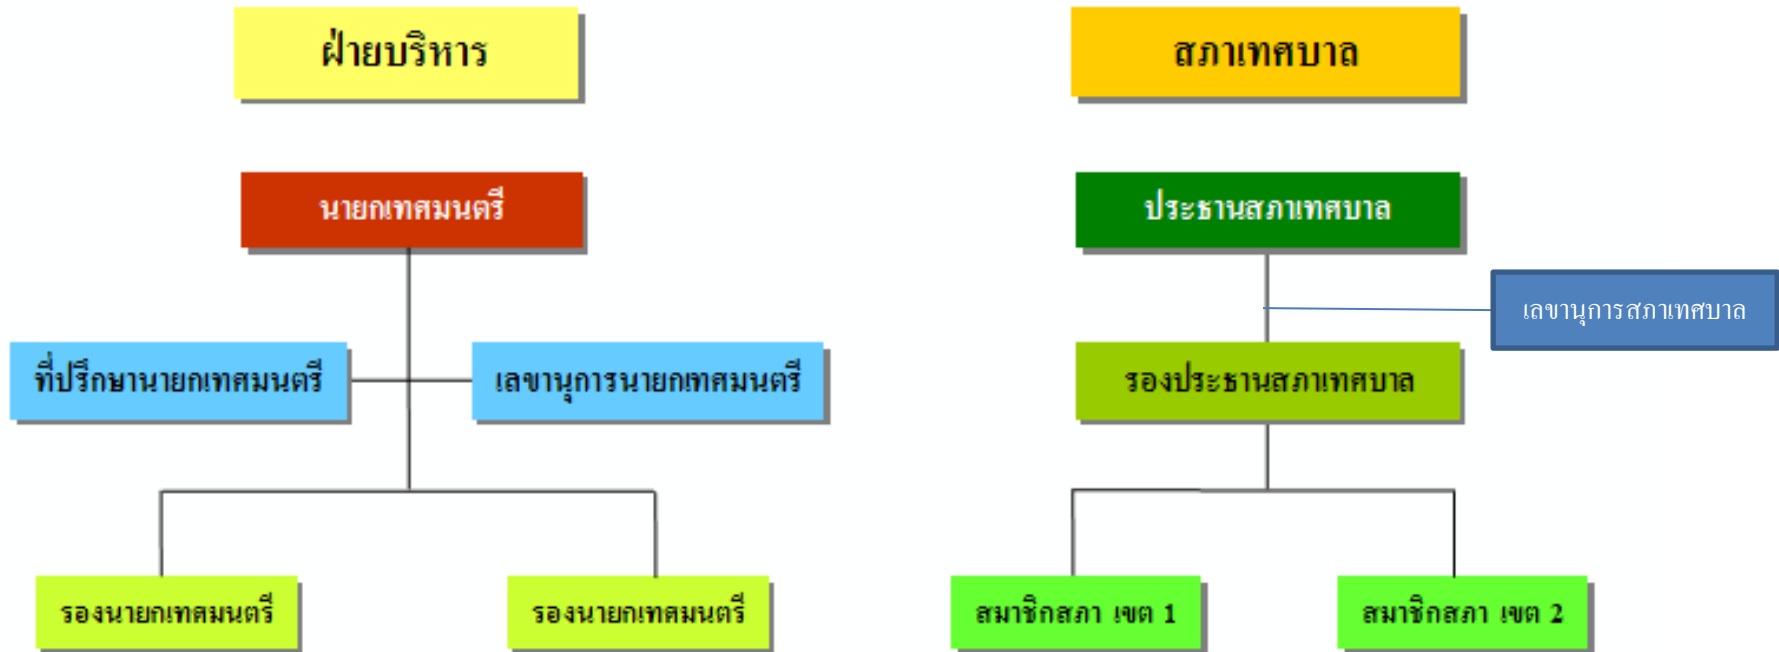 ฝ่ายบริหาร
สภาเทศบาล
นายกเทศมนตรี
ประธานสภาเทศบาล
เลขานุการสภาเทศบาล
ที่ปรึกษานายกเทศมนตรี
เลขานุการนายกเทศมนตรี
รองประธานสภาเทศบาล
รองนายกเทศมนตรี
รองนายกเทศมนตรี
สมาชิกสภา เขต 1
สมาชิกสภา เขต 2